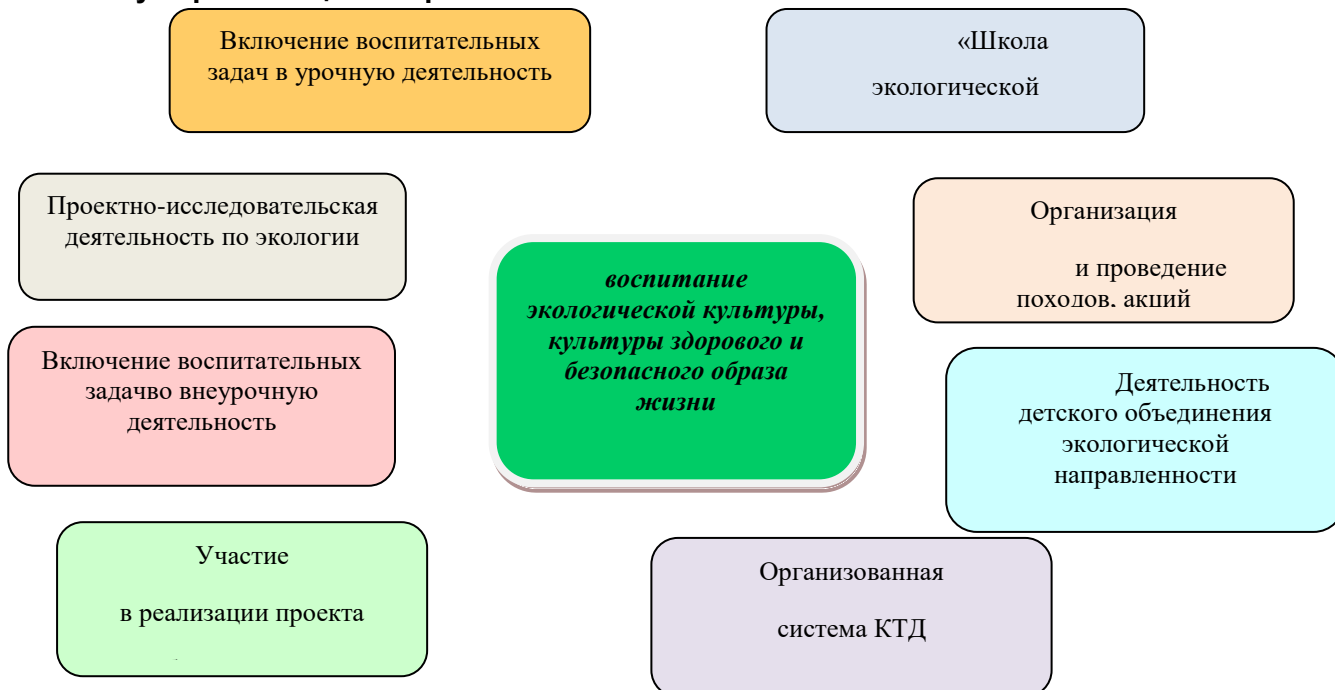 Включение воспитательных
задач в урочную деятельность
«Школа
экологической
Проектно-исследовательская
деятельность по экологии
Организация
и проведение
походов, акций
воспитание
экологической культуры,
культуры здорового и
безопасного образа
жизни
Включение воспитательных
задачво внеурочную
деятельность
Деятельность
детского объединения
экологической
направленности
Участие
в реализации проекта
Организованная
система КТД